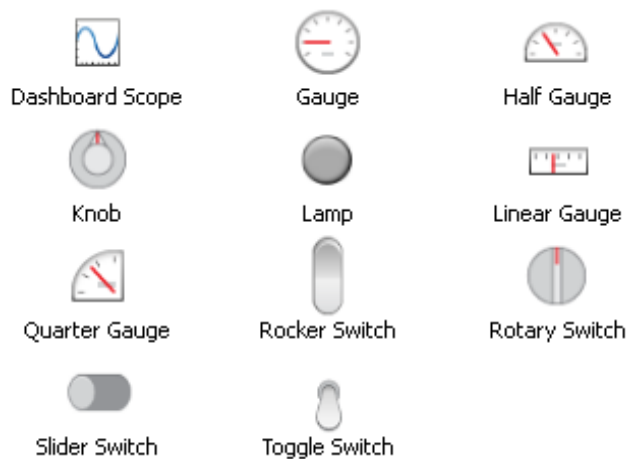 Dashboard Scope
Gauge
Half Gauge
Knob
Lamp
Linear Gauge
Quarter Gauge
Rocker Switch
Rotary Switch
Slider Switch
Toggle Switch